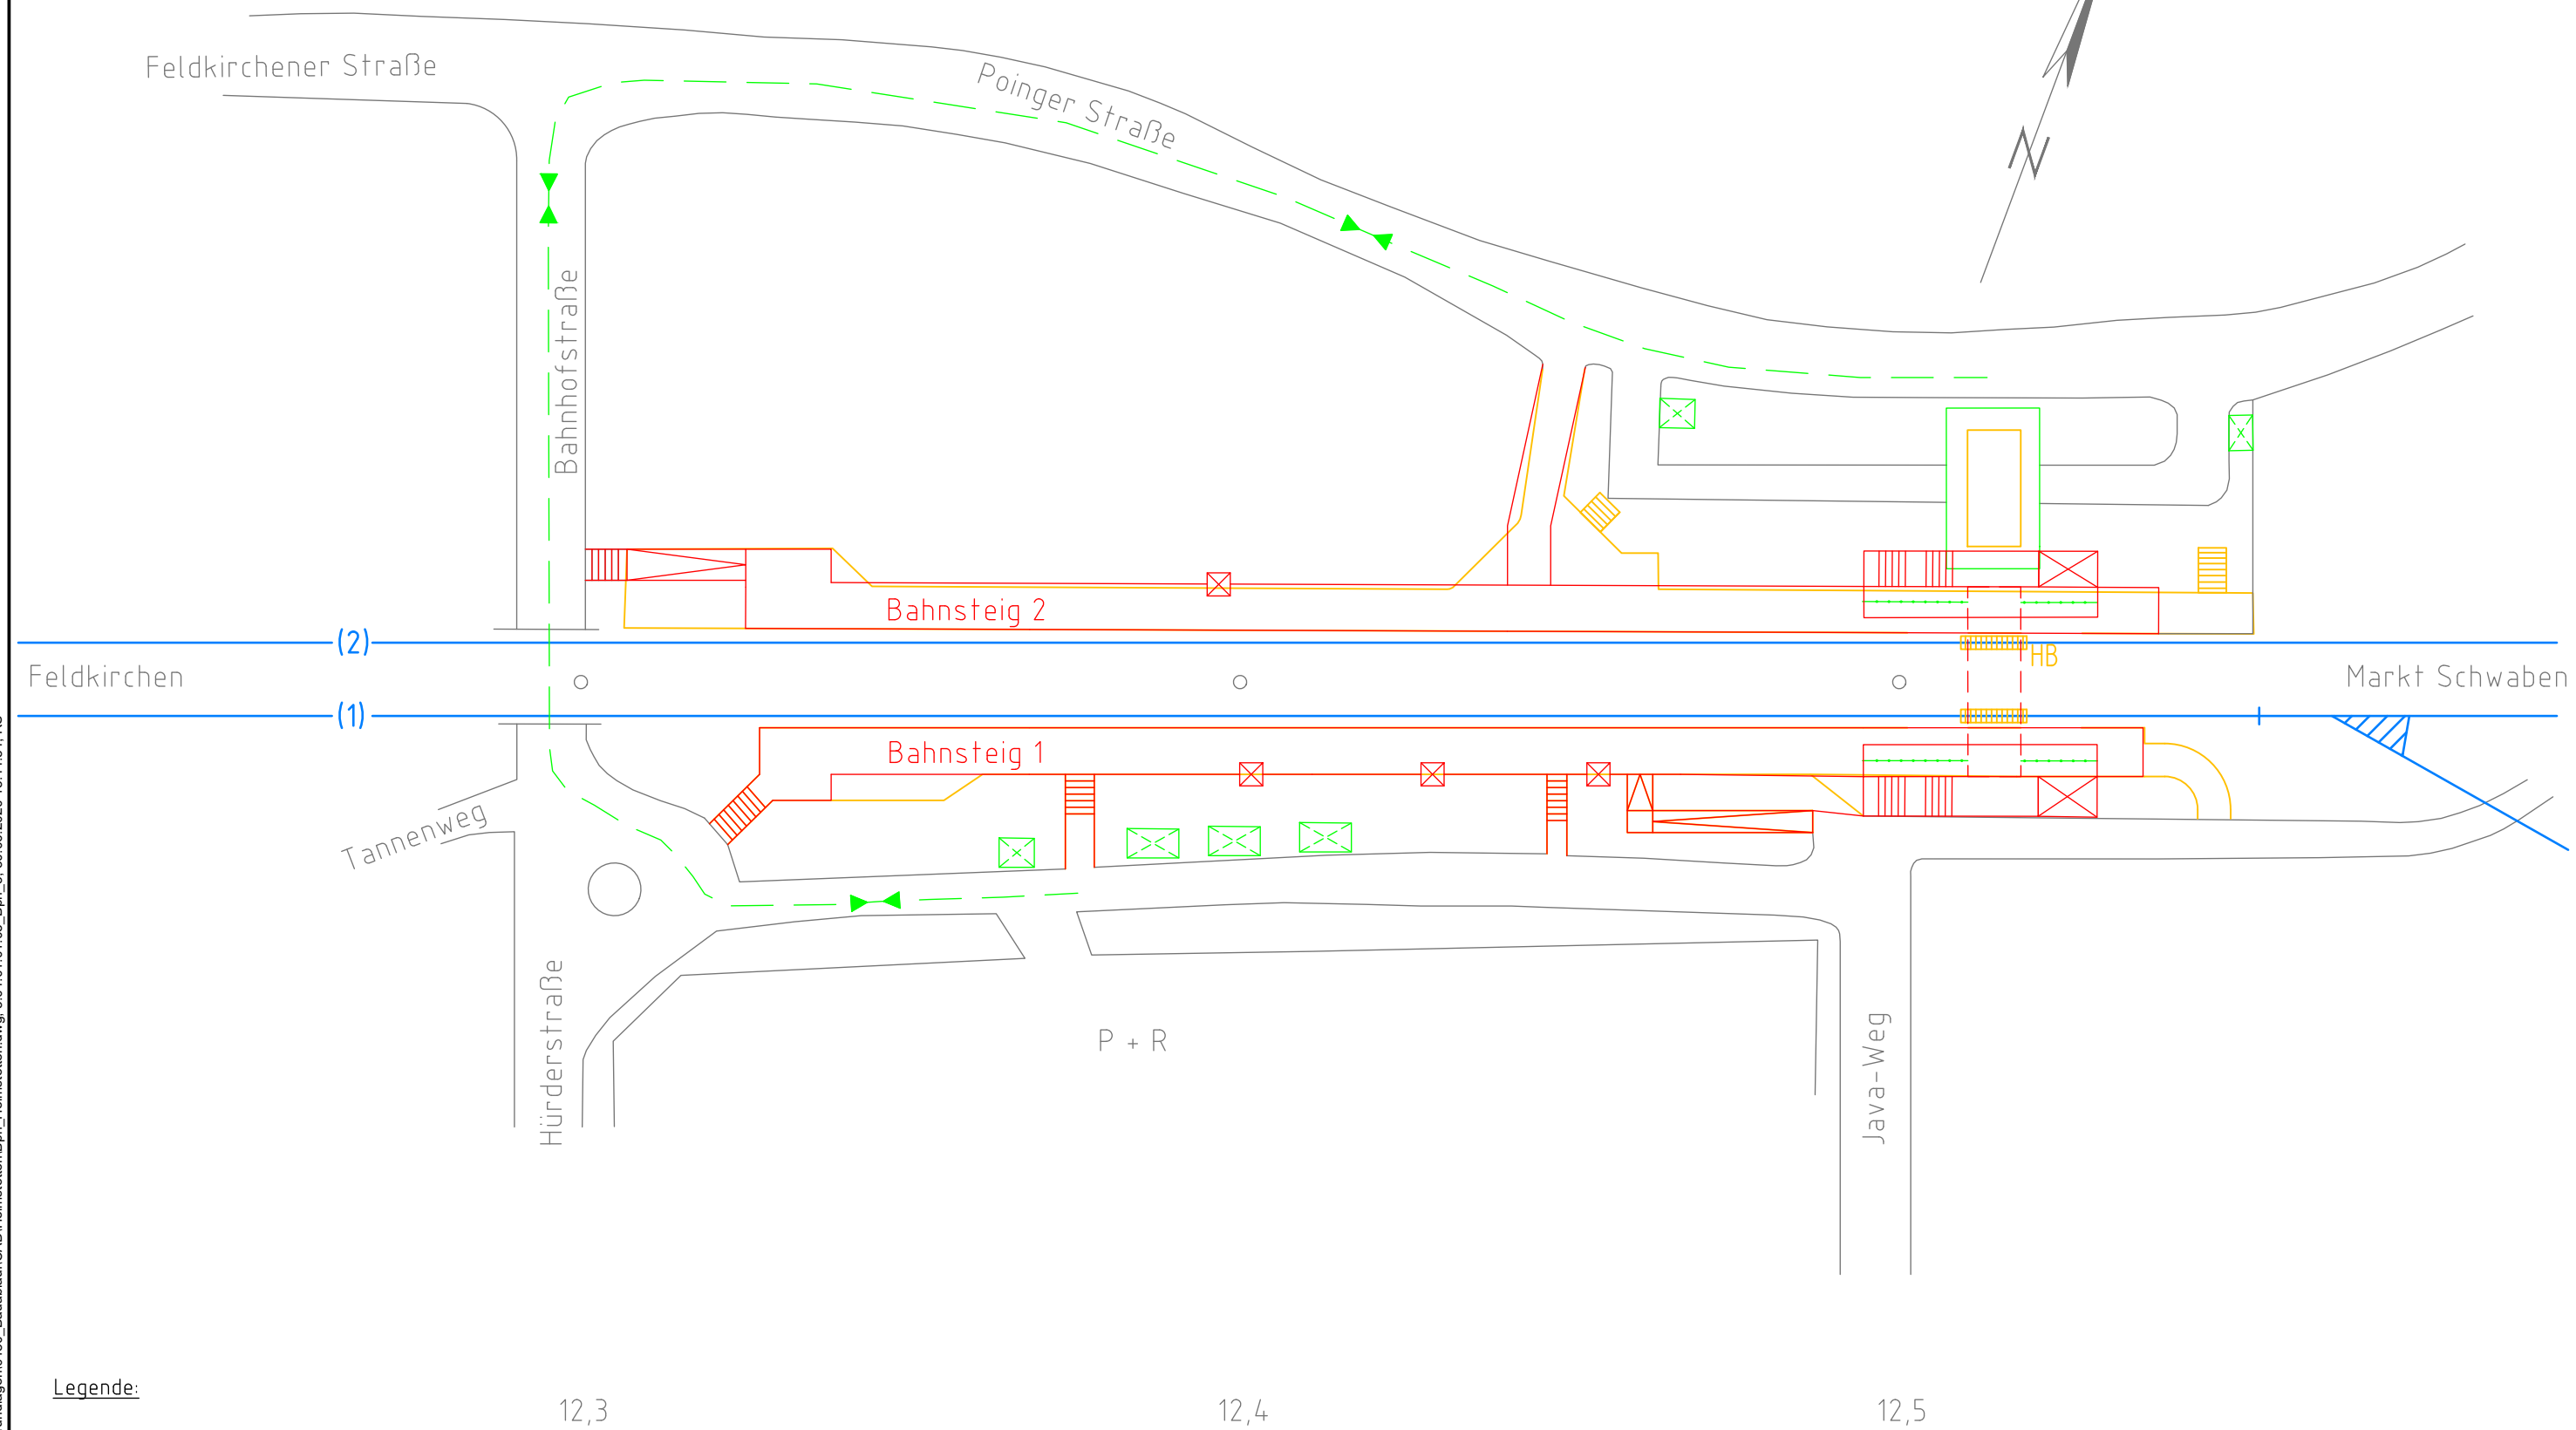 Feldkirchener Straße
Poinger Straße
N
Bahnhofstraße
Bahnsteig 2
(2)
HB
Feldkirchen
Markt Schwaben
(1)
Bahnsteig 1
Tannenweg
Hürderstraße
P + R
Java-Weg
Legende:
12,3
12,4
12,5